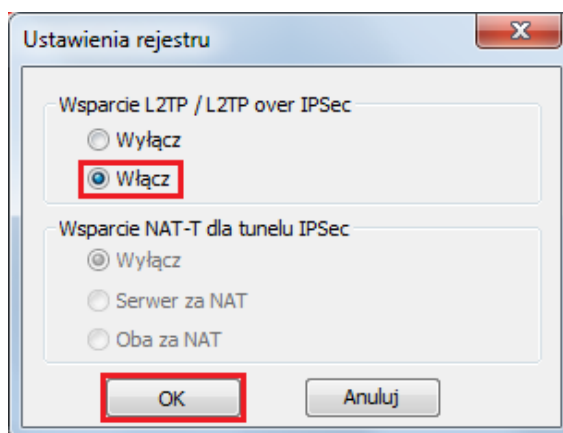 Ustawienia rejestru
Wsparcie L2TP / L2TP over IPSec
Wyłącz
Włącz
Wsparcie NAT-T dla tunelu IPSec
Wyłącz
Serwer za NAT
Oba za NAT
OK Anuluj